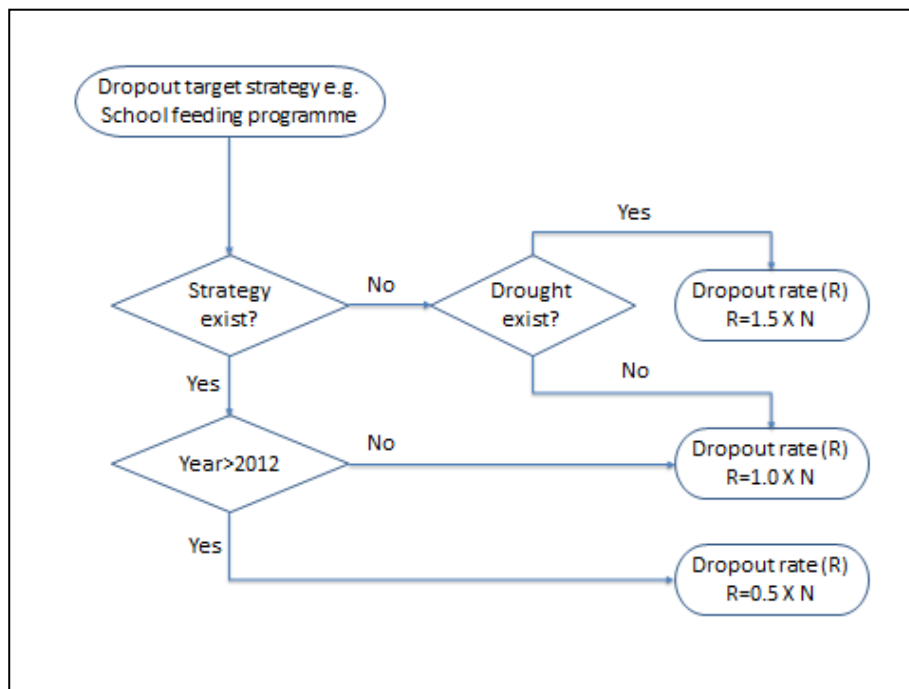 Dropout target strategy e.g.
School feeding programme
Yes
No
Strategy
exist?
Drought
exist?
Dropout rate (R)
R=1.5 X N
Yes
No
Year>2012
No
Dropout rate (R)
R=1.0 X N
Yes
Dropout rate (R)
R=0.5 X N